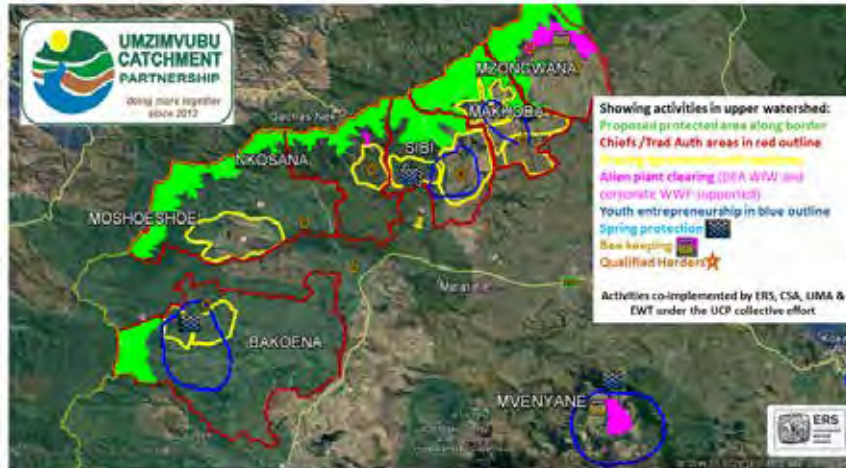 UMZIMVUBU
CATCHMENT
PARTNERSHIP
doing more together
since 2013
MZONGWANA
MAKHOBA
Qachas Nek
SIBI
NKOSANA
MOSHOESHOE
Matatiele
BAKOENA
MVENYANE
Showing activities in upper watershed:
Proposed protected area along border
Chiefs /Trad Auth areas in red outline
Alien plant clearing (DEA WfW and
corporate WWF supported)
Youth entrepreneurship in blue outline
Spring protection
Bee keeping
Qualified Herders
Activities co-implemented by ERS, CSA, LIMA &
EWT under the UCP collective effort
ERS